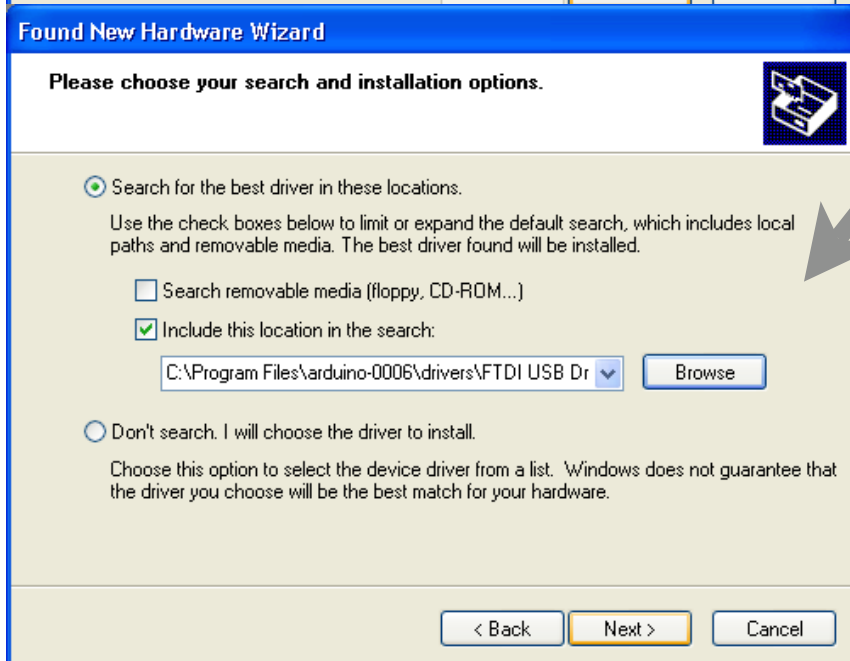 Found New Hardware Wizard
Please choose your search and installation options.
Search for the best driver in these locations.
Use the check boxes below to limit or expand the default search, which includes local
paths and removable media. The best driver found will be installed.
Search removable media (floppy, CD-ROM...)
Include this location in the search:
C:\Program Files\arduino-0006\drivers\FTDI USB Dr
Browse
Don't search. I will choose the driver to install.
Choose this option to select the device driver from a list.  Windows does not guarantee that
the driver you choose will be the best match for your hardware.
< Back
Next >
Cancel